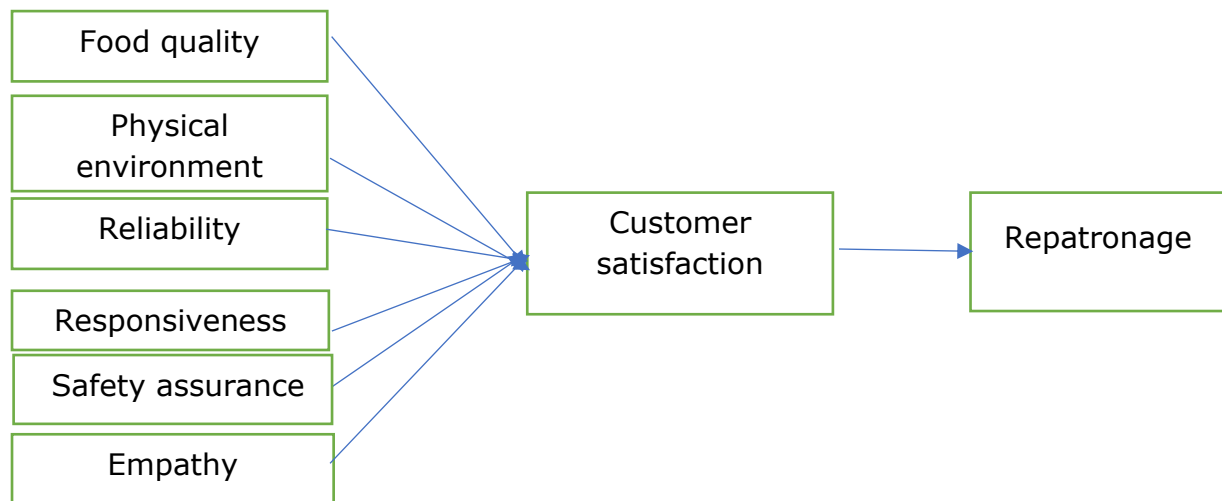 Food quality
Physical
environment
Reliability
Responsiveness
Safety assurance
Empathy
Customer
satisfaction
Repatronage